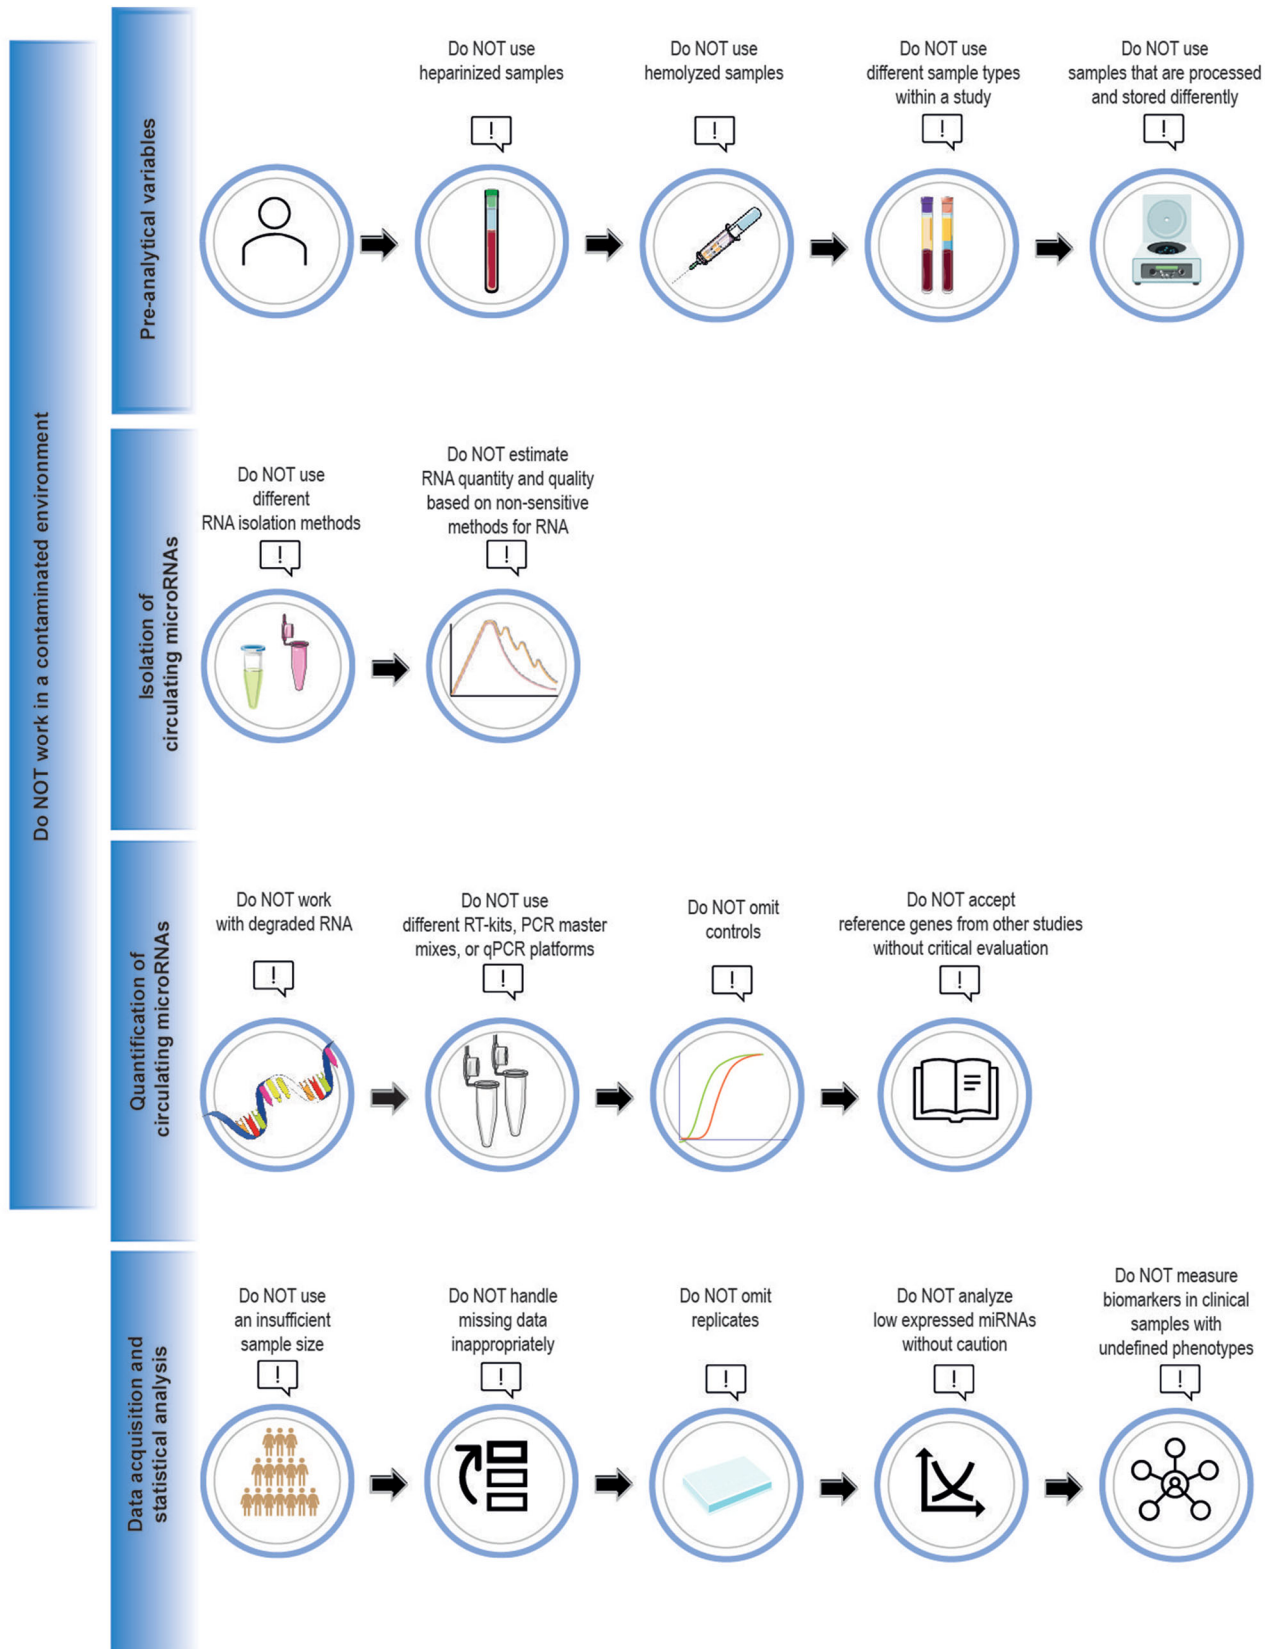 Do NOT work in a contaminated environment
Pre-analytical variables
Do NOT use
heparinized samples
!
Do NOT use
hemolyzed samples
!
Do NOT use
different sample types
within a study
!
Do NOT use
samples that are processed
and stored differently
!
Isolation of
circulating microRNAs
Do NOT use
different
RNA isolation methods
!
Do NOT estimate
RNA quantity and quality
based on non-sensitive
methods for RNA
!
Quantification of
circulating microRNAs
Do NOT work
with degraded RNA
!
Do NOT use
different RT-kits, PCR master
mixes, or qPCR platforms
!
Do NOT omit
controls
!
Do NOT accept
reference genes from other studies
without critical evaluation
!
Data acquisition and
statistical analysis
Do NOT use
an insufficient
sample size
!
Do NOT handle
missing data
inappropriately
!
Do NOT omit
replicates
!
Do NOT analyze
low expressed miRNAs
without caution
!
Do NOT measure
biomarkers in clinical
samples with
undefined phenotypes
!